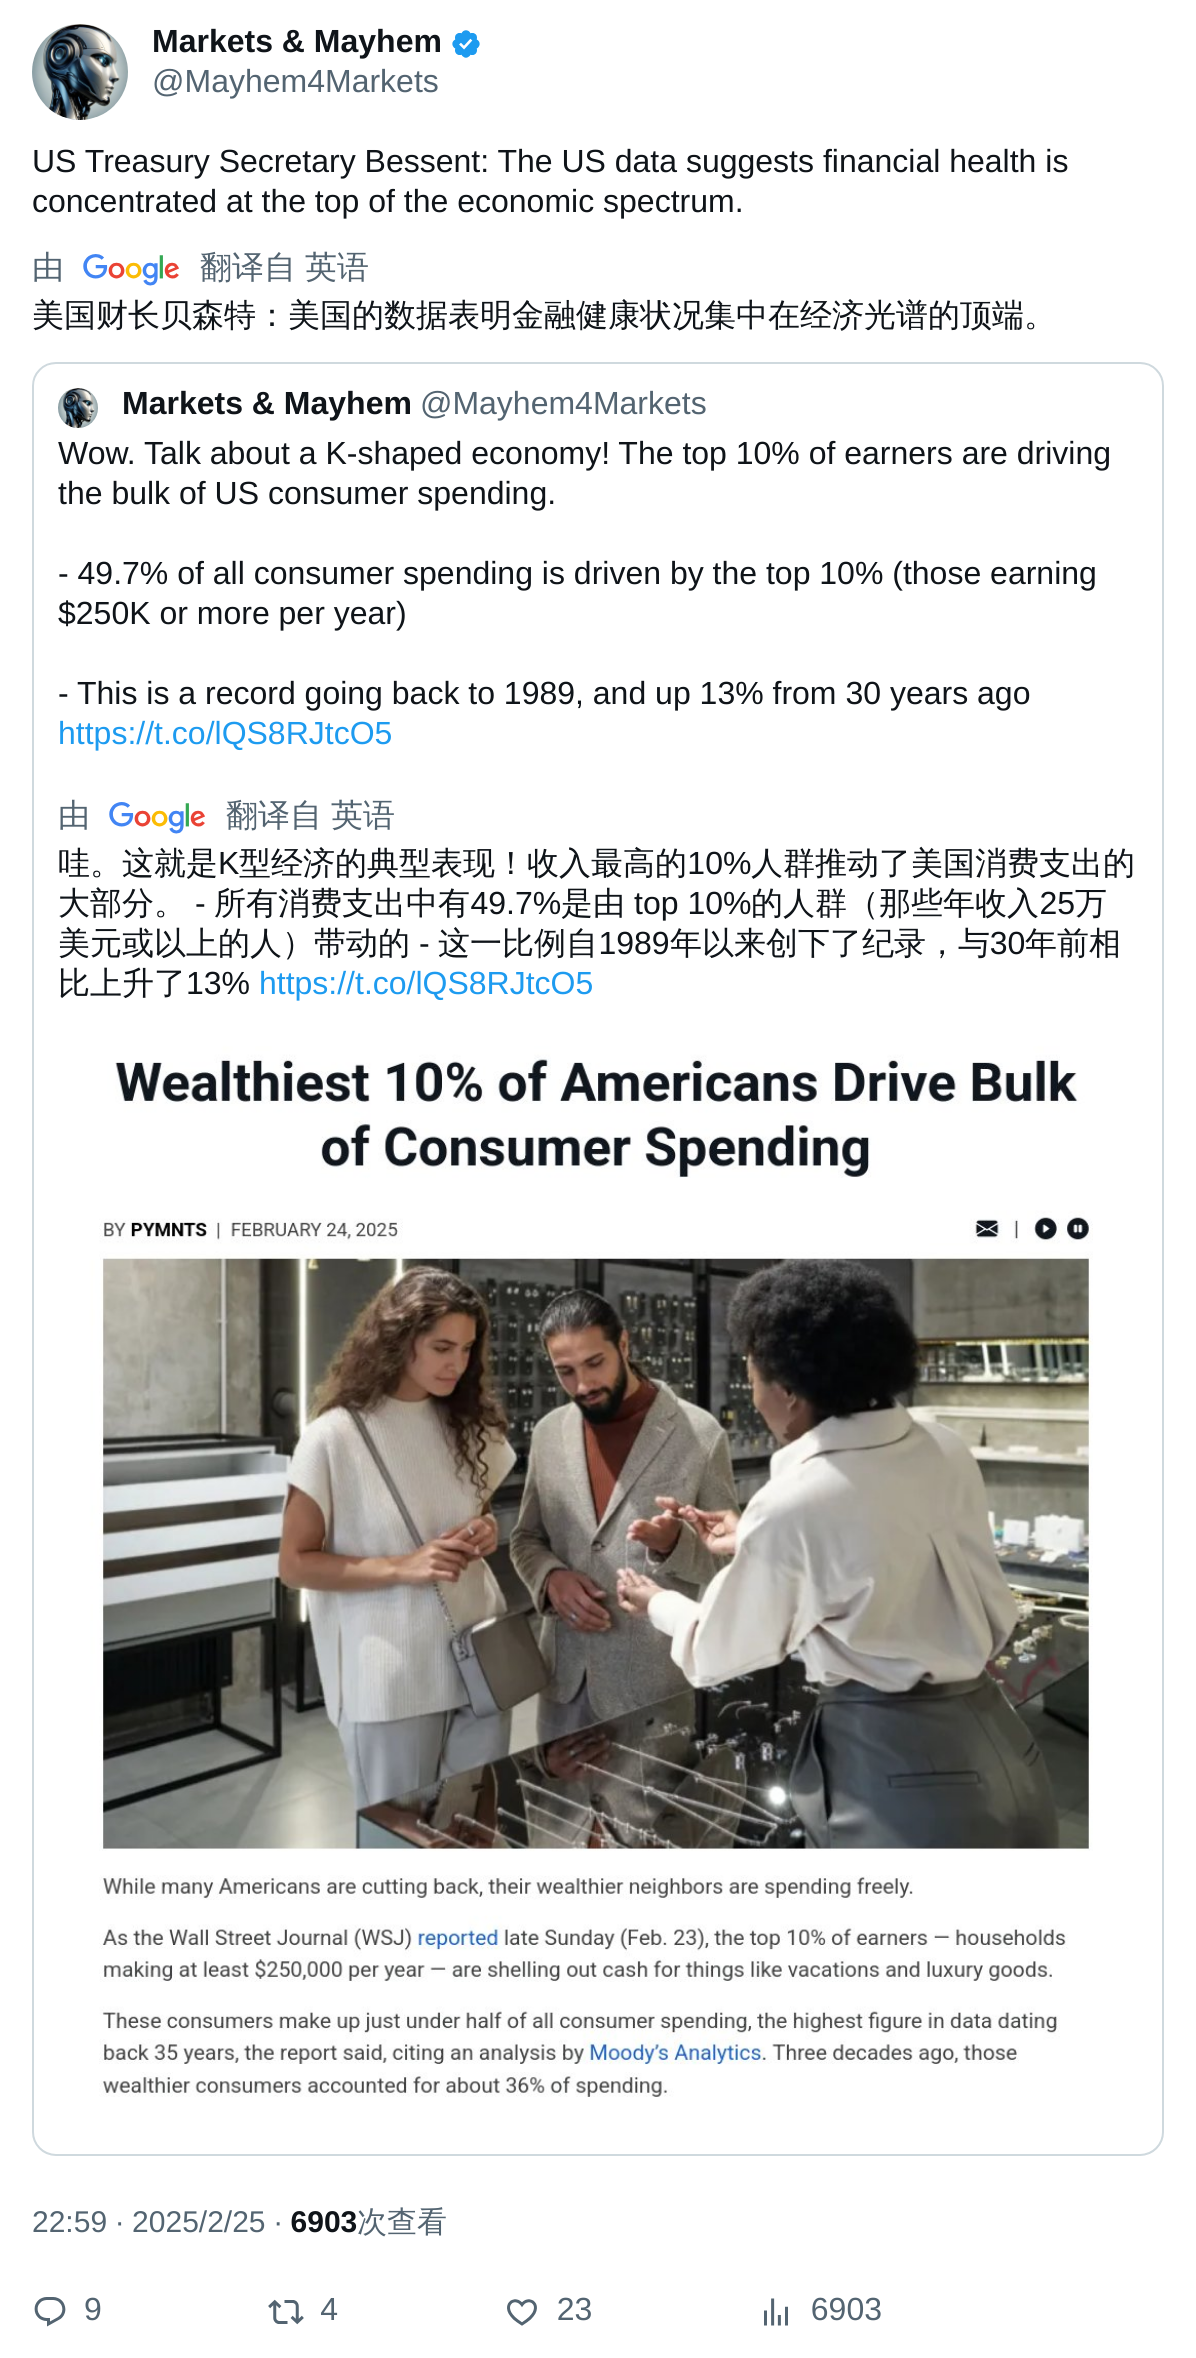 Markets & Mayhem
@Mayhem4Markets
US Treasury Secretary Bessent: The US data suggests financial health is
concentrated at the top of the economic spectrum.
由 Google 翻译自 英语
美国财长贝森特：美国的数据表明金融健康状况集中在经济光谱的顶端。
Markets & Mayhem @Mayhem4Markets
Wow. Talk about a K-shaped economy! The top 10% of earners are driving
the bulk of US consumer spending.
- 49.7% of all consumer spending is driven by the top 10% (those earning
$250K or more per year)
- This is a record going back to 1989, and up 13% from 30 years ago
https://t.co/lQS8RJtcO5
由 Google 翻译自 英语
哇。这就是K型经济的典型表现！收入最高的10%人群推动了美国消费支出的
大部分。 - 所有消费支出中有49.7%是由 top 10%的人群（那些年收入25万
美元或以上的人）带动的 - 这一比例自1989年以来创下了纪录，与30年前相
比上升了13% https://t.co/lQS8RJtcO5
Wealthiest 10% of Americans Drive Bulk
of Consumer Spending
BY PYMNTS | FEBRUARY 24, 2025
While many Americans are cutting back, their wealthier neighbors are spending freely.
As the Wall Street Journal (WSJ) reported late Sunday (Feb. 23), the top 10% of earners — households
making at least $250,000 per year — are shelling out cash for things like vacations and luxury goods.
These consumers make up just under half of all consumer spending, the highest figure in data dating
back 35 years, the report said, citing an analysis by Moody’s Analytics. Three decades ago, those
wealthier consumers accounted for about 36% of spending.
22:59 · 2025/2/25 · 6903次查看
9 4 23 6903